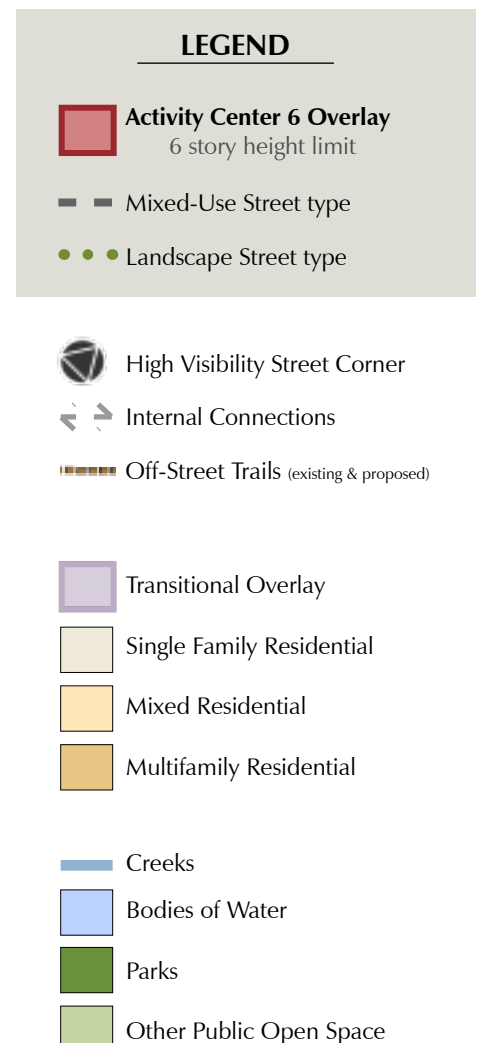 LEGEND
Activity Center 6 Overlay
6 story height limit
Mixed-Use Street type
Landscape Street type
High Visibility Street Corner
Internal Connections
Off-Street Trails (existing & proposed)
Transitional Overlay
Single Family Residential
Mixed Residential
Multifamily Residential
Creeks
Bodies of Water
Parks
Other Public Open Space